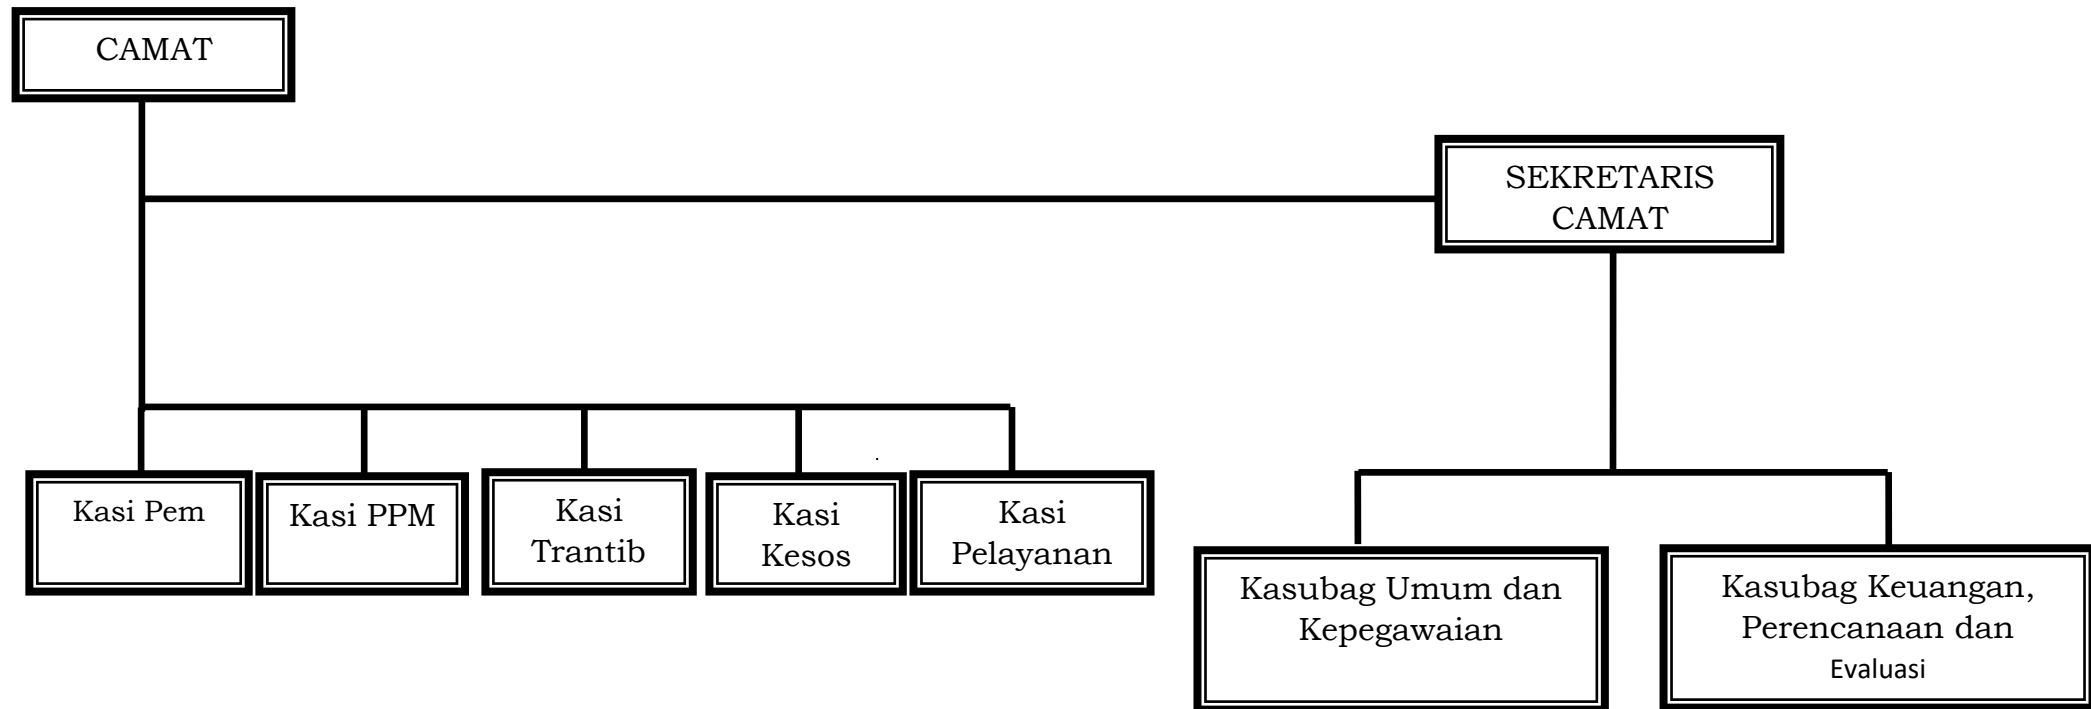 CAMAT
SEKRETARIS
CAMAT
Kasi Pem
Kasi PPM
Kasi
Trantib
Kasi
Kesos
Kasi
Pelayanan
Kasubag Umum dan
Kepegawaian
Kasubag Keuangan,
Perencanaan dan
Evaluasi